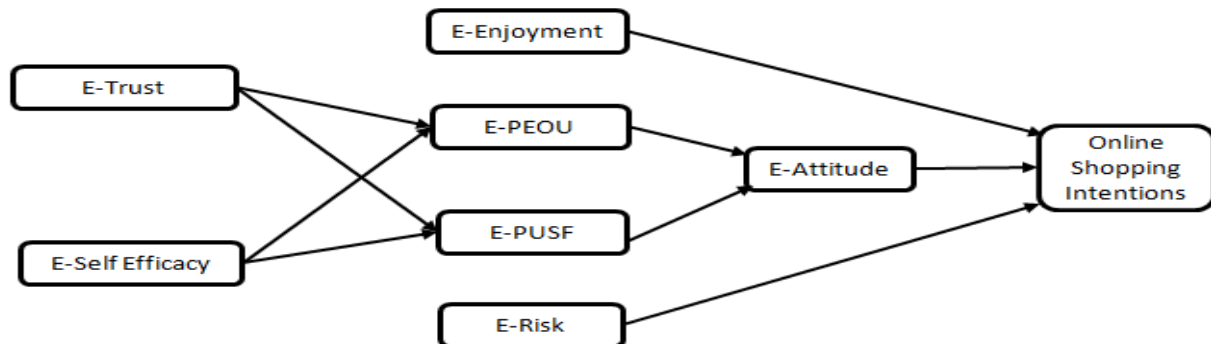 E-Enjoyment
E-Trust
E-PEOU
Online
Shopping
Intentions
E-Attitude
E-PUSF
E-Self Efficacy
E-Risk